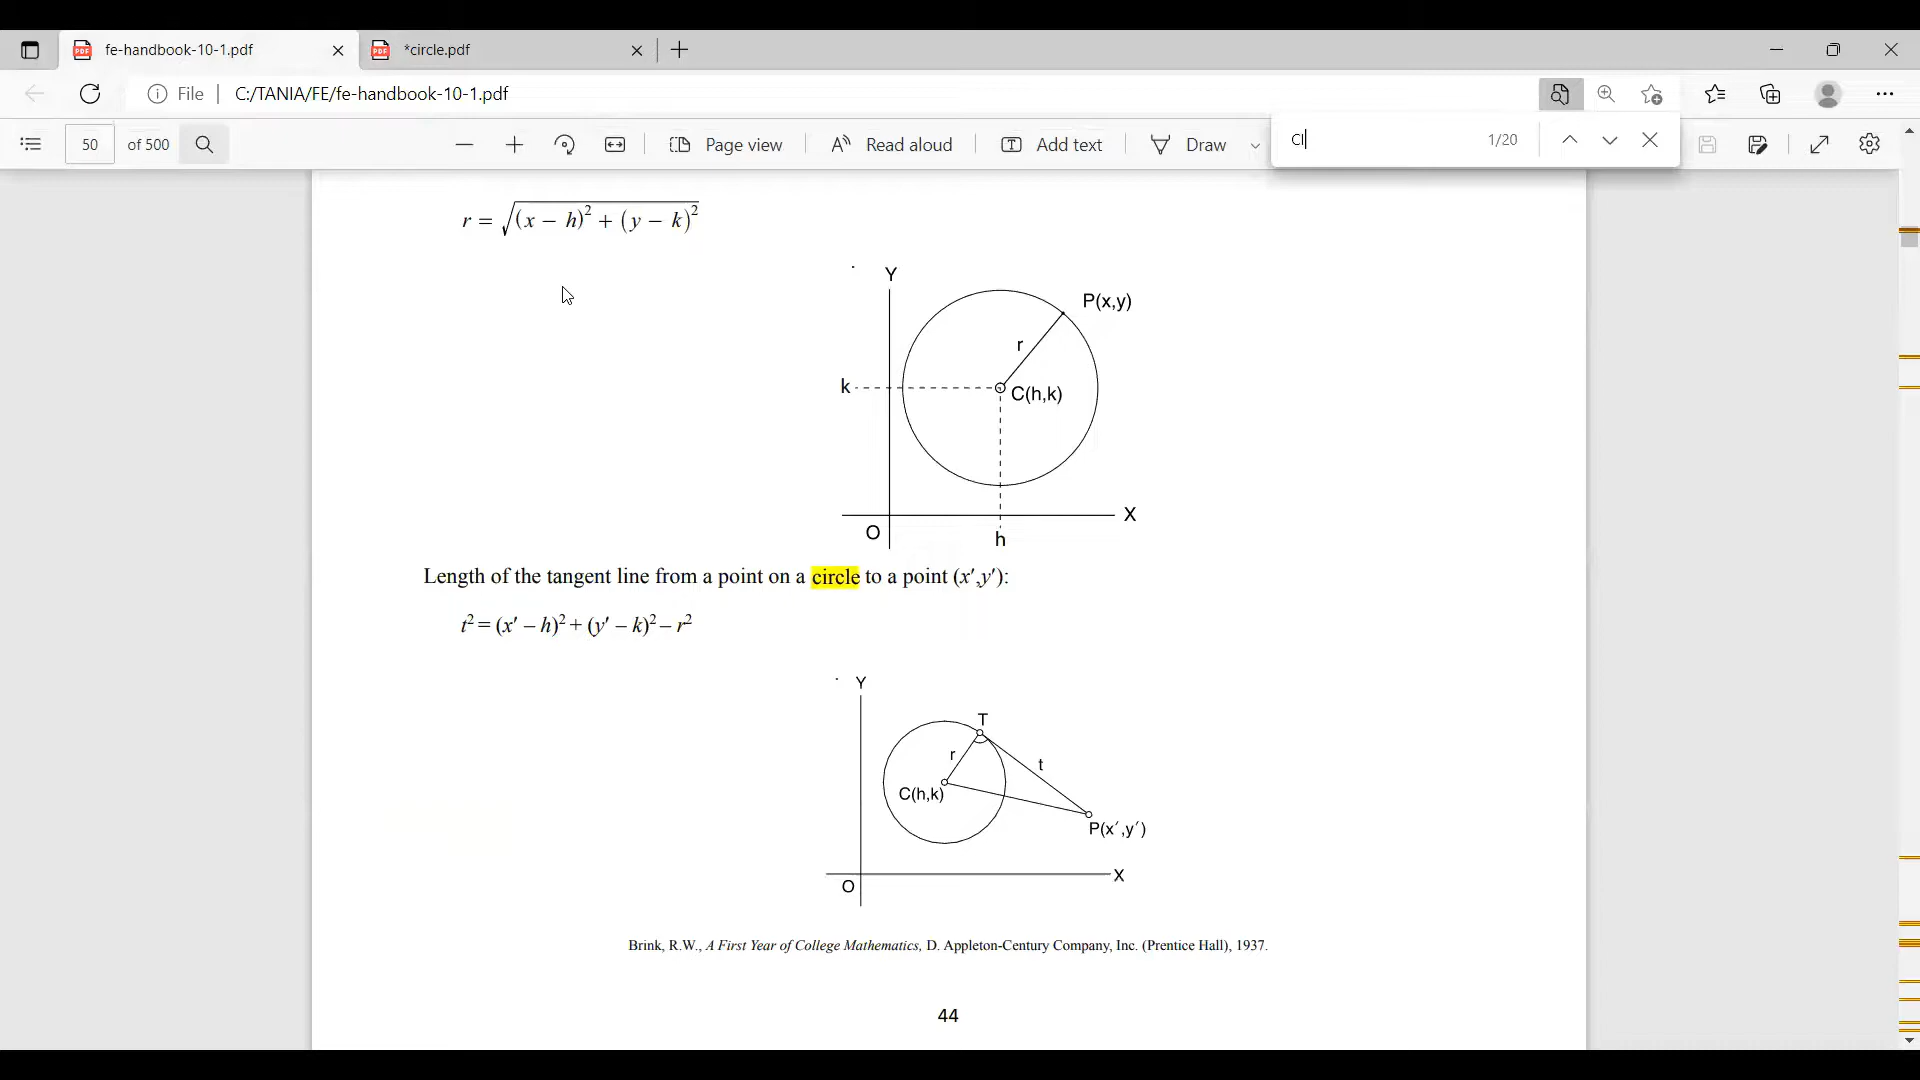 fe-handbook-10-1.pdf
*circle.pdf
File
C:/TANIA/FE/fe-handbook-10-1.pdf
50
of 500
Page view
Read aloud
Add text
Draw
CI
1/20
r = √(x − h)² + (y − k)²
Y
P(x,y)
r
k
C(h,k)
X
O
h
Length of the tangent line from a point on a circle to a point (x′,y′):
t² = (x′ – h)² + (y′ – k)² – r²
Y
T
r
t
C(h,k)
P(x′,y′)
X
O
Brink, R.W., A First Year of College Mathematics, D. Appleton-Century Company, Inc. (Prentice Hall), 1937.
44